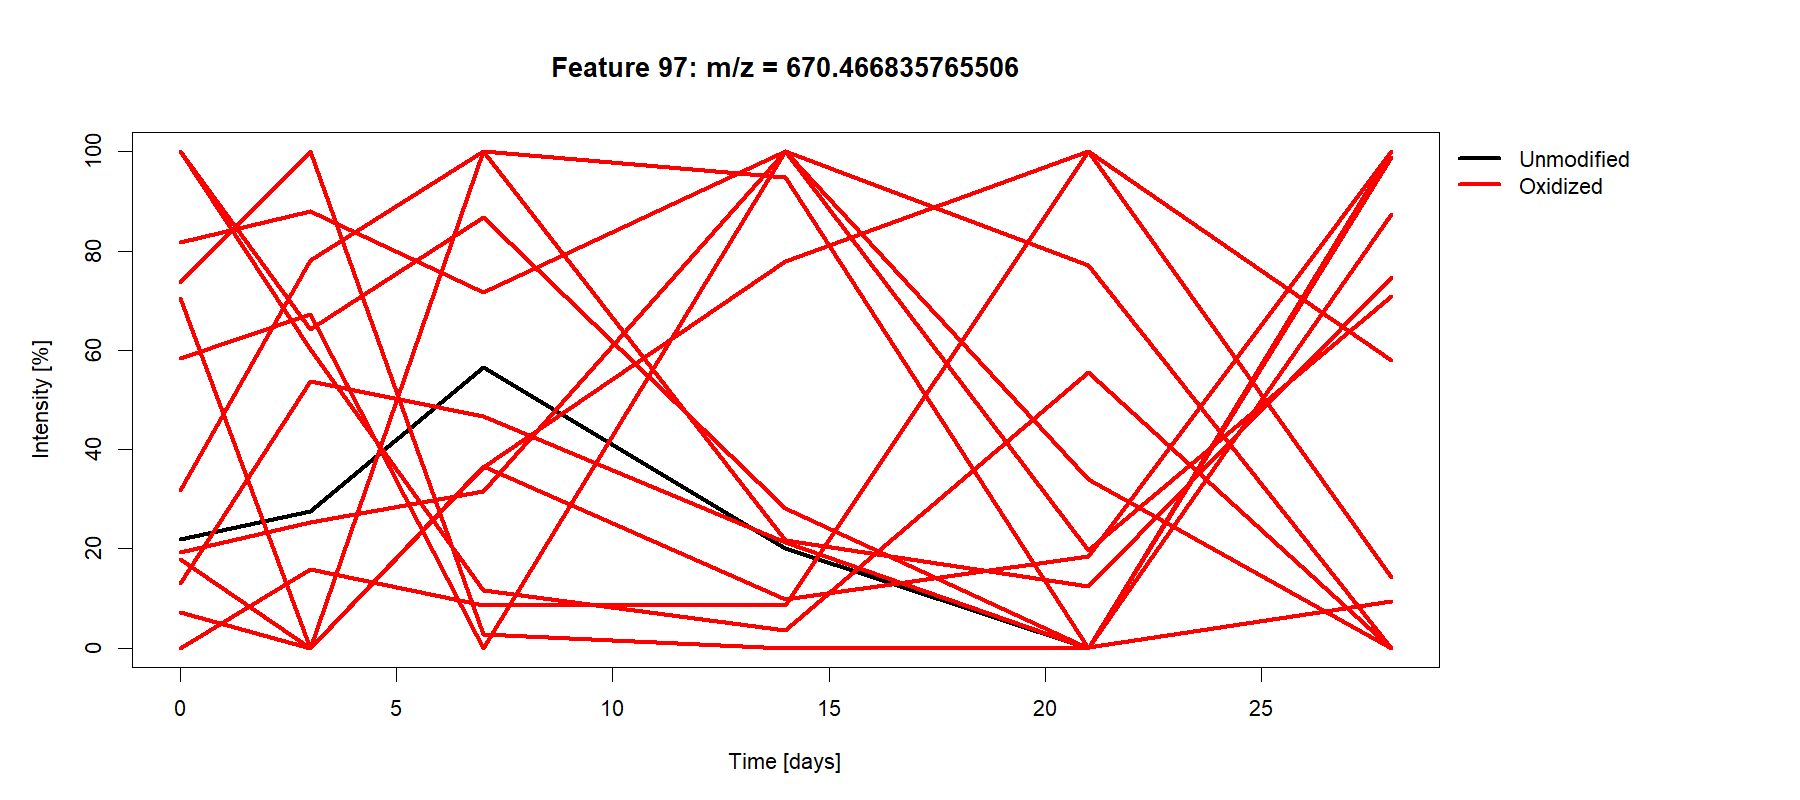 Feature 97: m/z = 670.466835765506
Unmodified
Oxidized
Intensity [%]
100
80
60
40
20
0
0 5 10 15 20 25
Time [days]